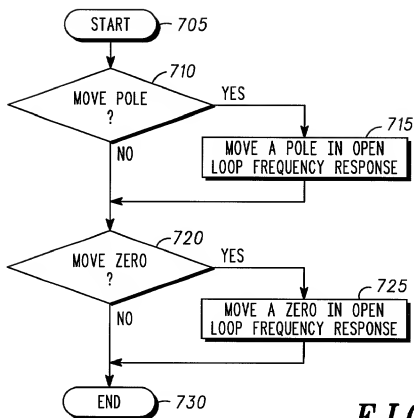 START
705
710
MOVE POLE
?
YES
715
MOVE A POLE IN OPEN
LOOP FREQUENCY RESPONSE
NO
720
MOVE ZERO
?
YES
725
MOVE A ZERO IN OPEN
LOOP FREQUENCY RESPONSE
NO
END
730